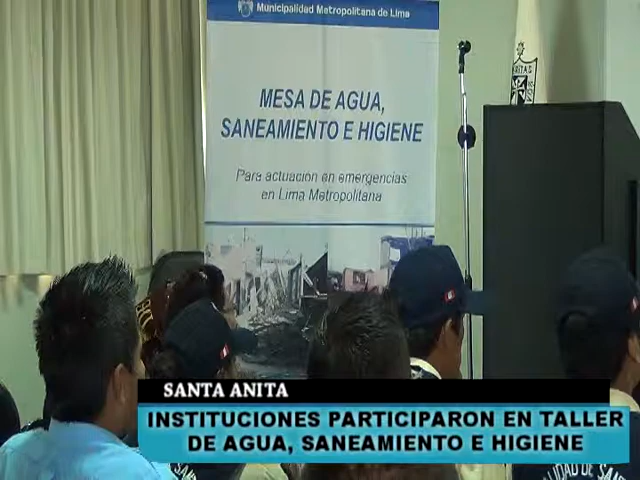 Municipalidad Metropolitana de Lima
MESA DE AGUA,
SANEAMIENTO E HIGIENE
Para actuación en emergencias
en Lima Metropolitana
SANTA ANITA
INSTITUCIONES PARTICIPARON EN TALLER
DE AGUA, SANEAMIENTO E HIGIENE